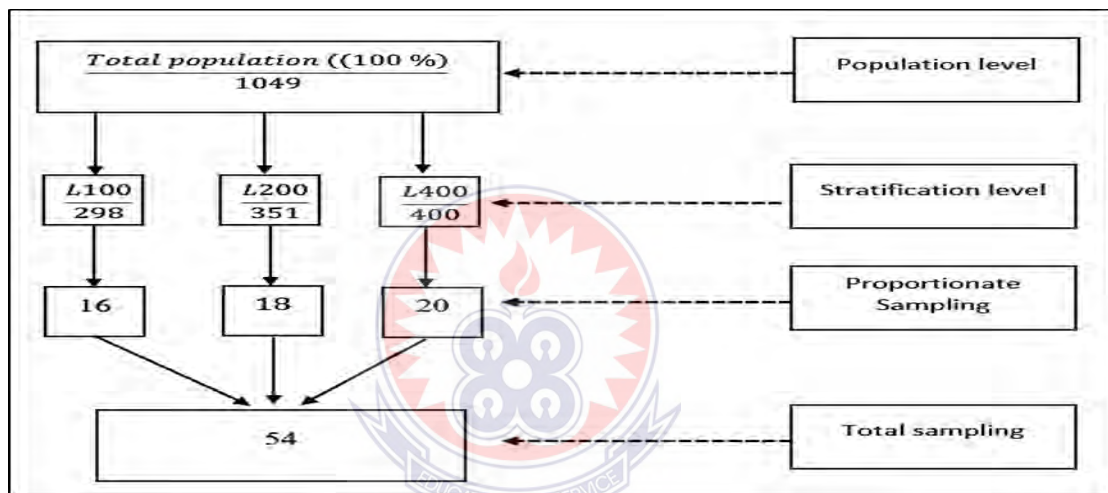 Total population ((100 %)
1049
Population level
L100
298
L200
351
L400
400
Stratification level
16
18
20
Proportionate
Sampling
54
Total sampling